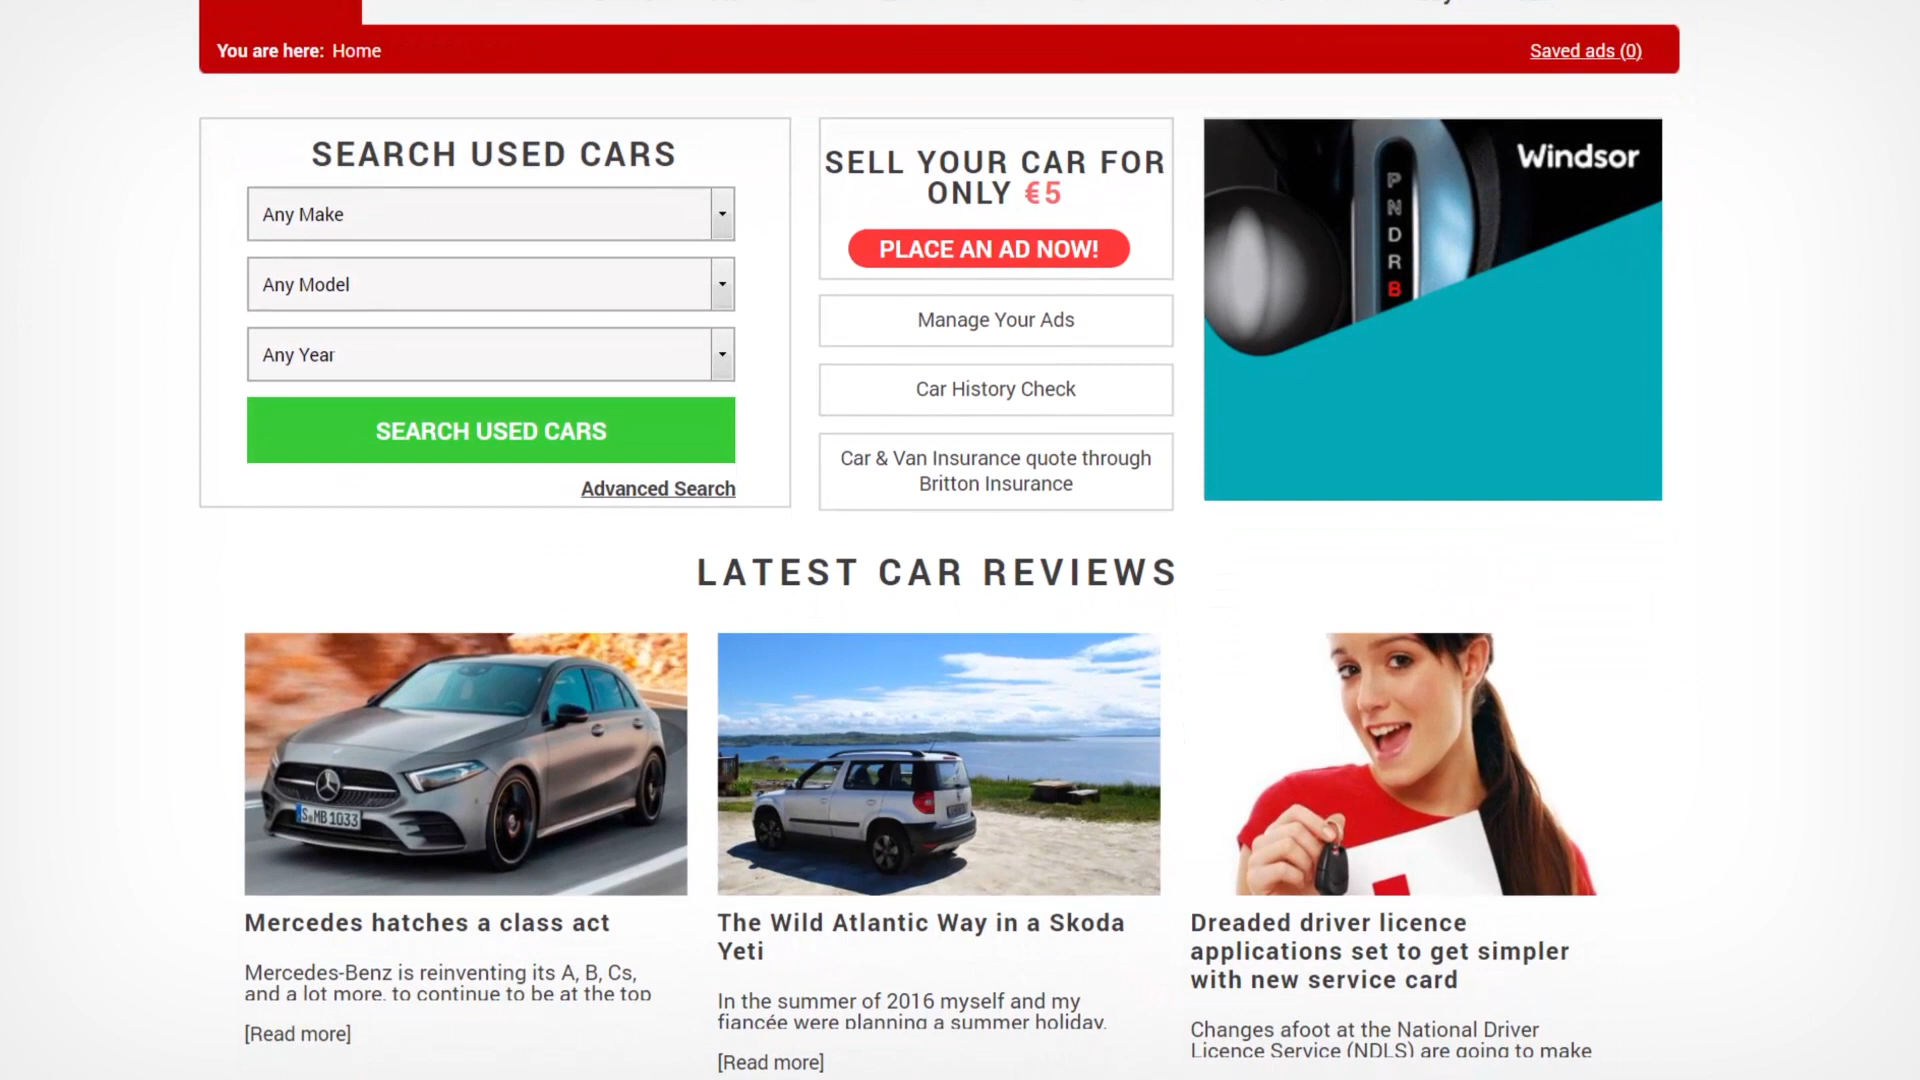 You are here: Home
Saved ads (0)
SEARCH USED CARS
Any Make
Any Model
Any Year
SEARCH USED CARS
Advanced Search
SELL YOUR CAR FOR
ONLY €5
PLACE AN AD NOW!
Manage Your Ads
Car History Check
Car & Van Insurance quote through
Britton Insurance
Windsor
P
N
D
R
B
LATEST CAR REVIEWS
S MB 1033
Mercedes hatches a class act
Mercedes-Benz is reinventing its A, B, Cs,
and a lot more, to continue to be at the top
[Read more]
The Wild Atlantic Way in a Skoda
Yeti
In the summer of 2016 myself and my
fiancée were planning a summer holiday.
[Read more]
Dreaded driver licence
applications set to get simpler
with new service card
Changes afoot at the National Driver
Licence Service (NDLS) are going to make